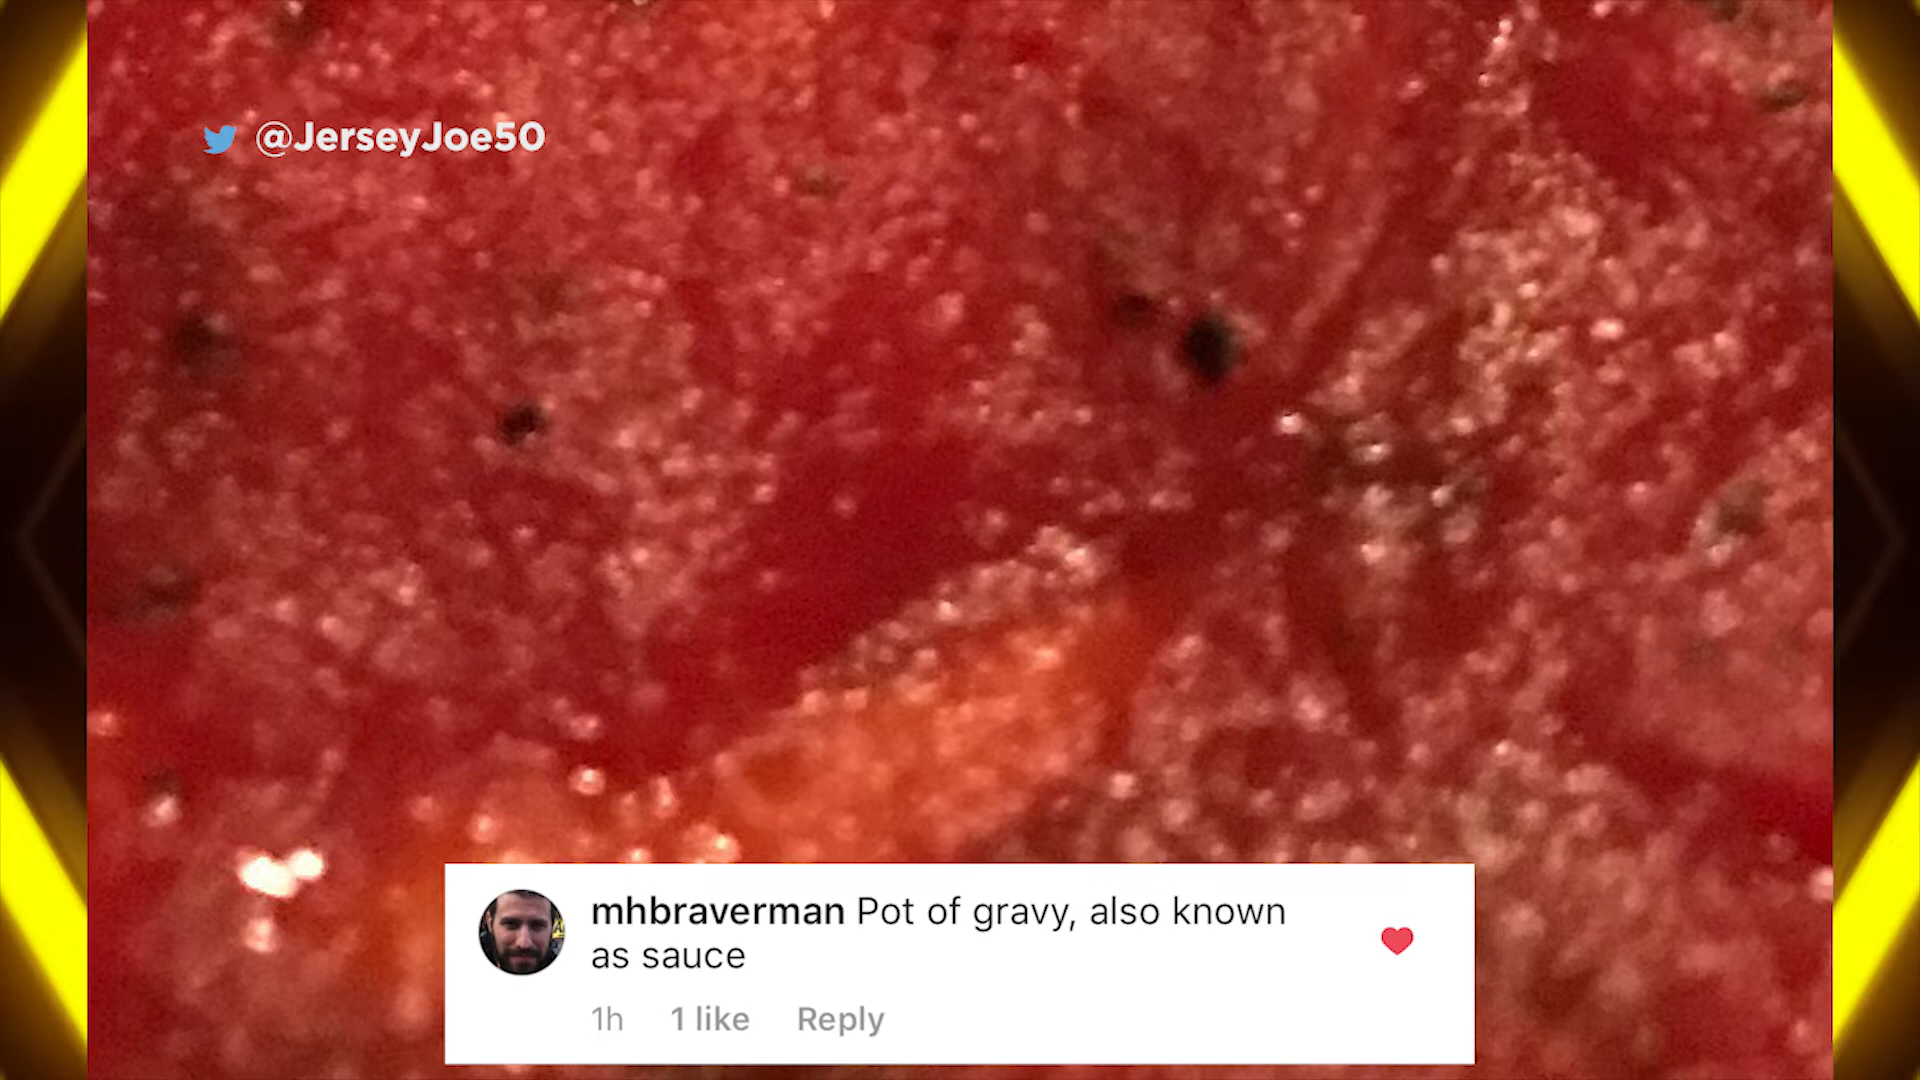 @JerseyJoe50
mhbraverman Pot of gravy, also known
as sauce
1h 1 like Reply